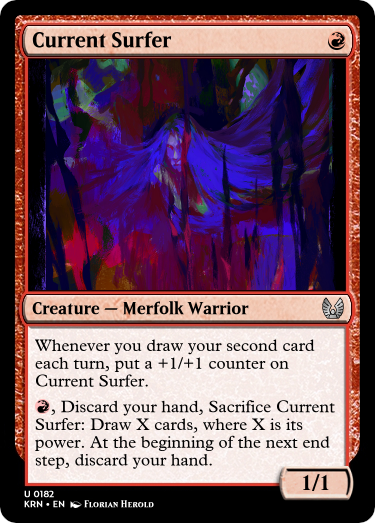 Current Surfer
Creature — Merfolk Warrior
Whenever you draw your second card
each turn, put a +1/+1 counter on
Current Surfer.
, Discard your hand, Sacrifice Current
Surfer: Draw X cards, where X is its
power. At the beginning of the next end
step, discard your hand.
1/1
U 0182
KRN • EN Florian Herold